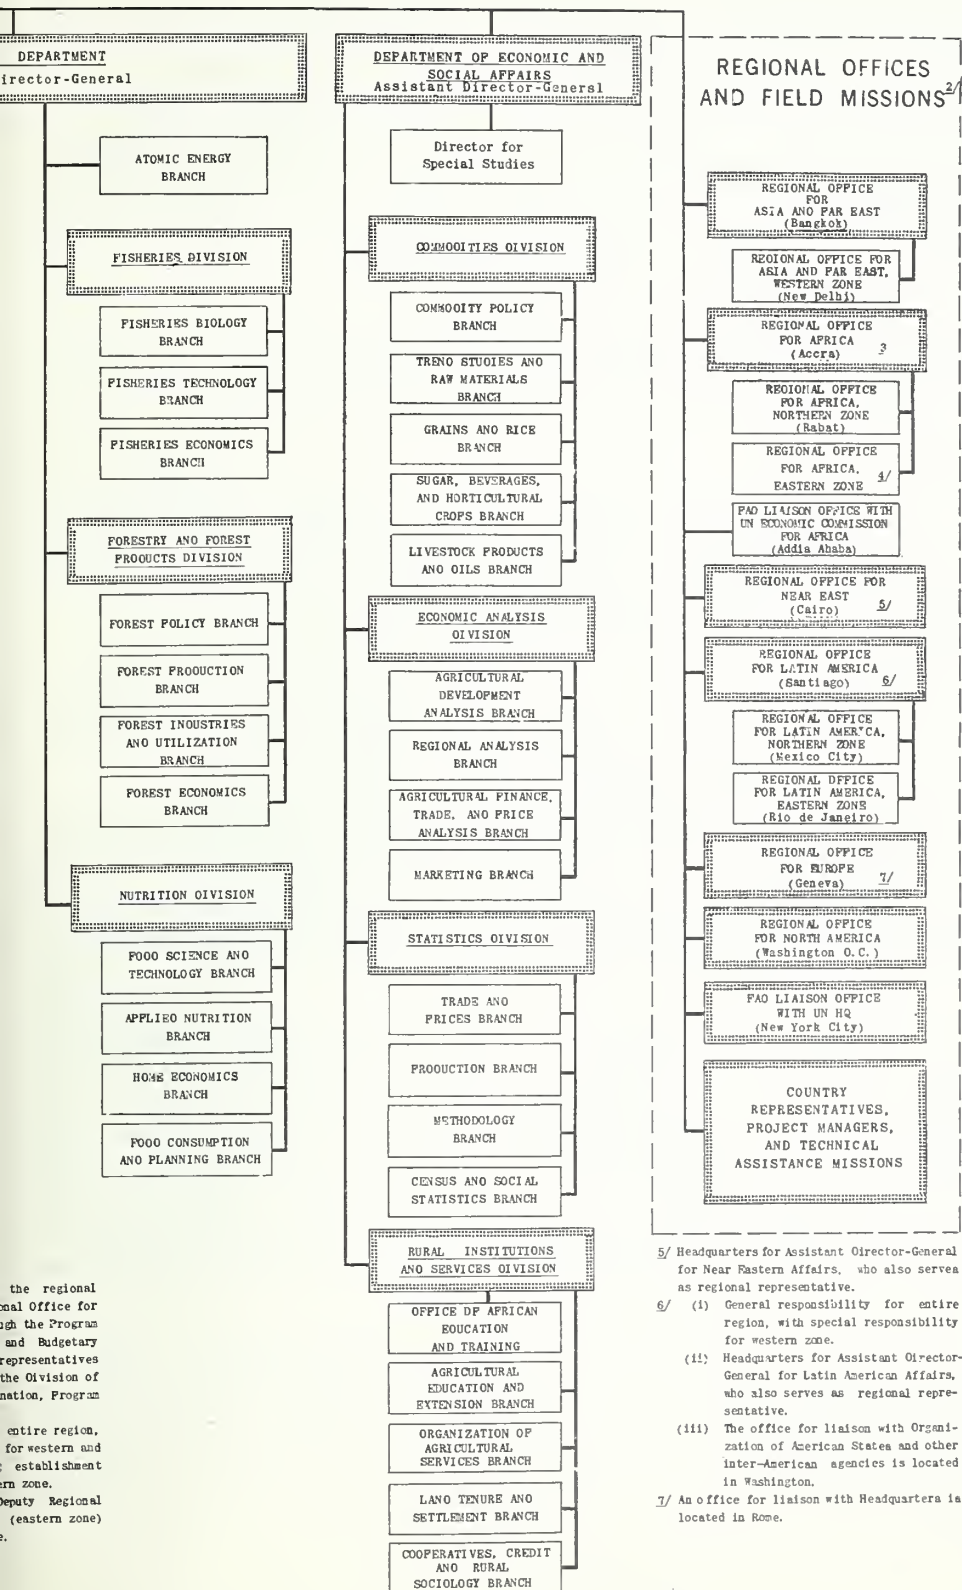 DEPARTMENT
irector-General
ATOMIC ENERGY
BRANCH
FISHERIES DIVISION
FISHERIES BIOLOGY
BRANCH
FISHERIES TECHNOLOGY
BRANCH
FISHERIES ECONOMICS
BRANCH
FORESTRY AND FOREST
PRODUCTS DIVISION
FOREST POLICY BRANCH
FOREST PRODUCTION
BRANCH
FOREST INDUSTRIES
AND UTILIZATION
BRANCH
FOREST ECONOMICS
BRANCH
NUTRITION DIVISION
FOOD SCIENCE AND
TECHNOLOGY BRANCH
APPLIED NUTRITION
BRANCH
HOME ECONOMICS
BRANCH
FOOD CONSUMPTION
AND PLANNING BRANCH
the regional
onal Office for
ugh the Program
and Budgetary
representatives
the Division of
nation, Program
entire region,
for western and
establishment
ern zone.
Deputy Regional
(eastern zone)
e.
DEPARTMENT OF ECONOMIC AND
SOCIAL AFFAIRS
Assistant Director-General
Director for
Special Studies
COMMODITIES DIVISION
COMMODITY POLICY
BRANCH
TREND STUDIES AND
RAW MATERIALS
BRANCH
GRAINS AND RICE
BRANCH
SUGAR, BEVERAGES,
AND HORTICULTURAL
CROPS BRANCH
LIVESTOCK PRODUCTS
AND OILS BRANCH
ECONOMIC ANALYSIS
DIVISION
AGRICULTURAL
DEVELOPMENT
ANALYSIS BRANCH
REGIONAL ANALYSIS
BRANCH
AGRICULTURAL FINANCE,
TRADE, AND PRICE
ANALYSIS BRANCH
MARKETING BRANCH
STATISTICS DIVISION
TRADE AND
PRICES BRANCH
PRODUCTION BRANCH
METHODOLOGY
BRANCH
CENSUS AND SOCIAL
STATISTICS BRANCH
RURAL INSTITUTIONS
AND SERVICES DIVISION
OFFICE OF AFRICAN
EDUCATION
AND TRAINING
AGRICULTURAL
EDUCATION AND
EXTENSION BRANCH
ORGANIZATION OF
AGRICULTURAL
SERVICES BRANCH
LAND TENURE AND
SETTLEMENT BRANCH
COOPERATIVES, CREDIT
AND RURAL
SOCIOLOGY BRANCH
REGIONAL OFFICES
AND FIELD MISSIONS 2/
REGIONAL OFFICE
FOR
ASIA AND FAR EAST
(Bangkok)
REGIONAL OFFICE FOR
ASIA AND FAR EAST,
WESTERN ZONE
(New Delhi)
REGIONAL OFFICE
FOR AFRICA
(Accra) 3
REGIONAL OFFICE
FOR AFRICA,
NORTHERN ZONE
(Rabat)
REGIONAL OFFICE
FOR AFRICA,
EASTERN ZONE 4/
FAO LIAISON OFFICE WITH
UN ECONOMIC COMMISSION
FOR AFRICA
(Addis Ababa)
REGIONAL OFFICE FOR
NEAR EAST
(Cairo) 5/
REGIONAL OFFICE
FOR LATIN AMERICA
(Santiago) 6/
REGIONAL OFFICE
FOR LATIN AMERICA,
NORTHERN ZONE
(Mexico City)
REGIONAL OFFICE
FOR LATIN AMERICA,
EASTERN ZONE
(Rio de Janeiro)
REGIONAL OFFICE
FOR EUROPE
(Geneva) 7/
REGIONAL OFFICE
FOR NORTH AMERICA
(Washington D.C.)
FAO LIAISON OFFICE
WITH UN HQ
(New York City)
COUNTRY
REPRESENTATIVES,
PROJECT MANAGERS,
AND TECHNICAL
ASSISTANCE MISSIONS
5/ Headquarters for Assistant Director-General
for Near Eastern Affairs, who also serves
as regional representative.
6/ (i) General responsibility for entire
region, with special responsibility
for western zone.
(ii) Headquarters for Assistant Director-
General for Latin American Affairs,
who also serves as regional repre-
sentative.
(iii) The office for liaison with Organi-
zation of American States and other
inter-American agencies is located
in Washington.
7/ An office for liaison with Headquarters is
located in Rome.